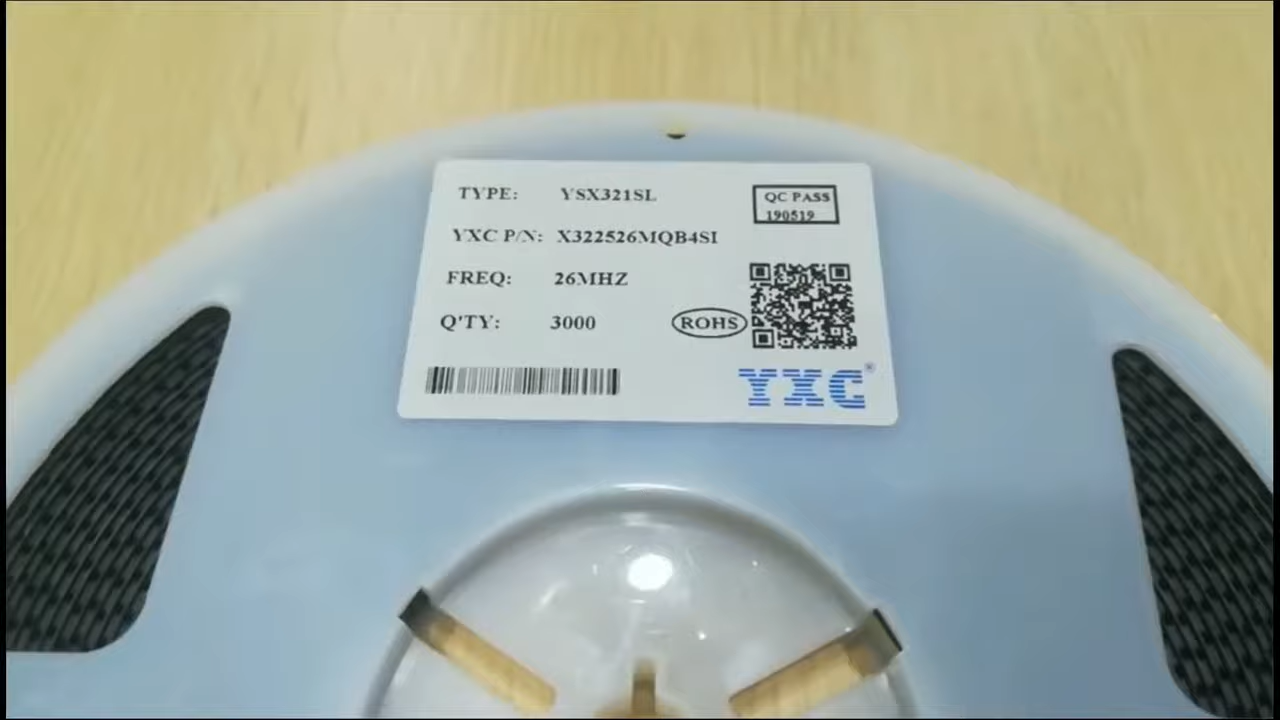 TYPE: YSX321SL
QC PASS
190519
YXC P/N: X322526MQB4SI
FREQ: 26MHZ
Q'TY: 3000
ROHS
YXC®